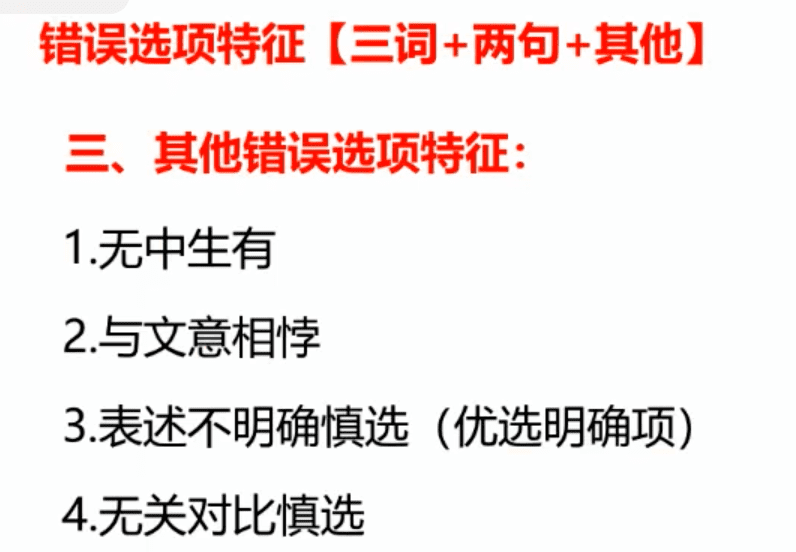 错误选项特征【三词+两句+其他】
三、其他错误选项特征：
1.无中生有
2.与文意相悖
3.表述不明确慎选（优选明确项）
4.无关对比慎选